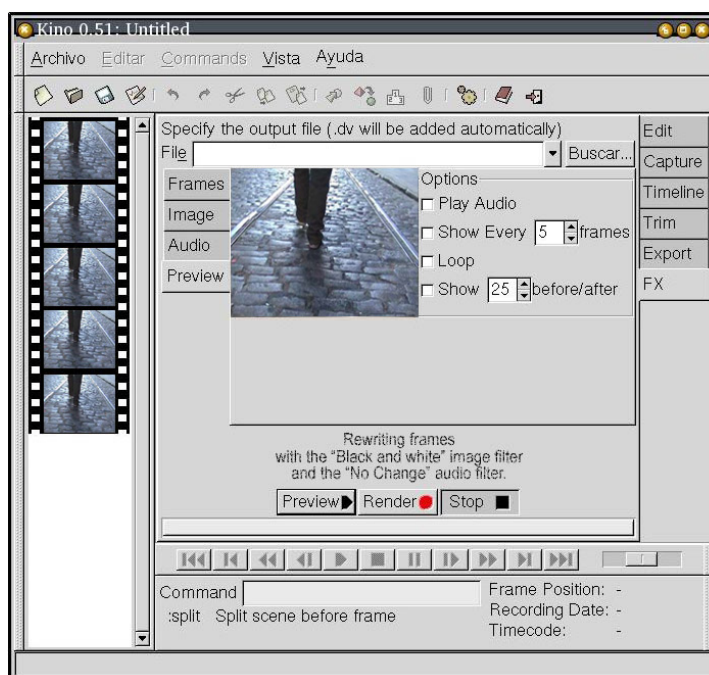 Kino 0.51: Untitled
Archivo Editar Commands Vista Ayuda
Specify the output file (.dv will be added automatically)
File Buscar...
Frames
Image
Audio
Preview
Options
Play Audio
Show Every 5 frames
Loop
Show 25 before/after
Edit
Capture
Timeline
Trim
Export
FX
Rewriting frames
with the "Black and white" image filter
and the "No Change" audio filter.
Preview Render Stop
Command
:split Split scene before frame
Frame Position: -
Recording Date: -
Timecode: -